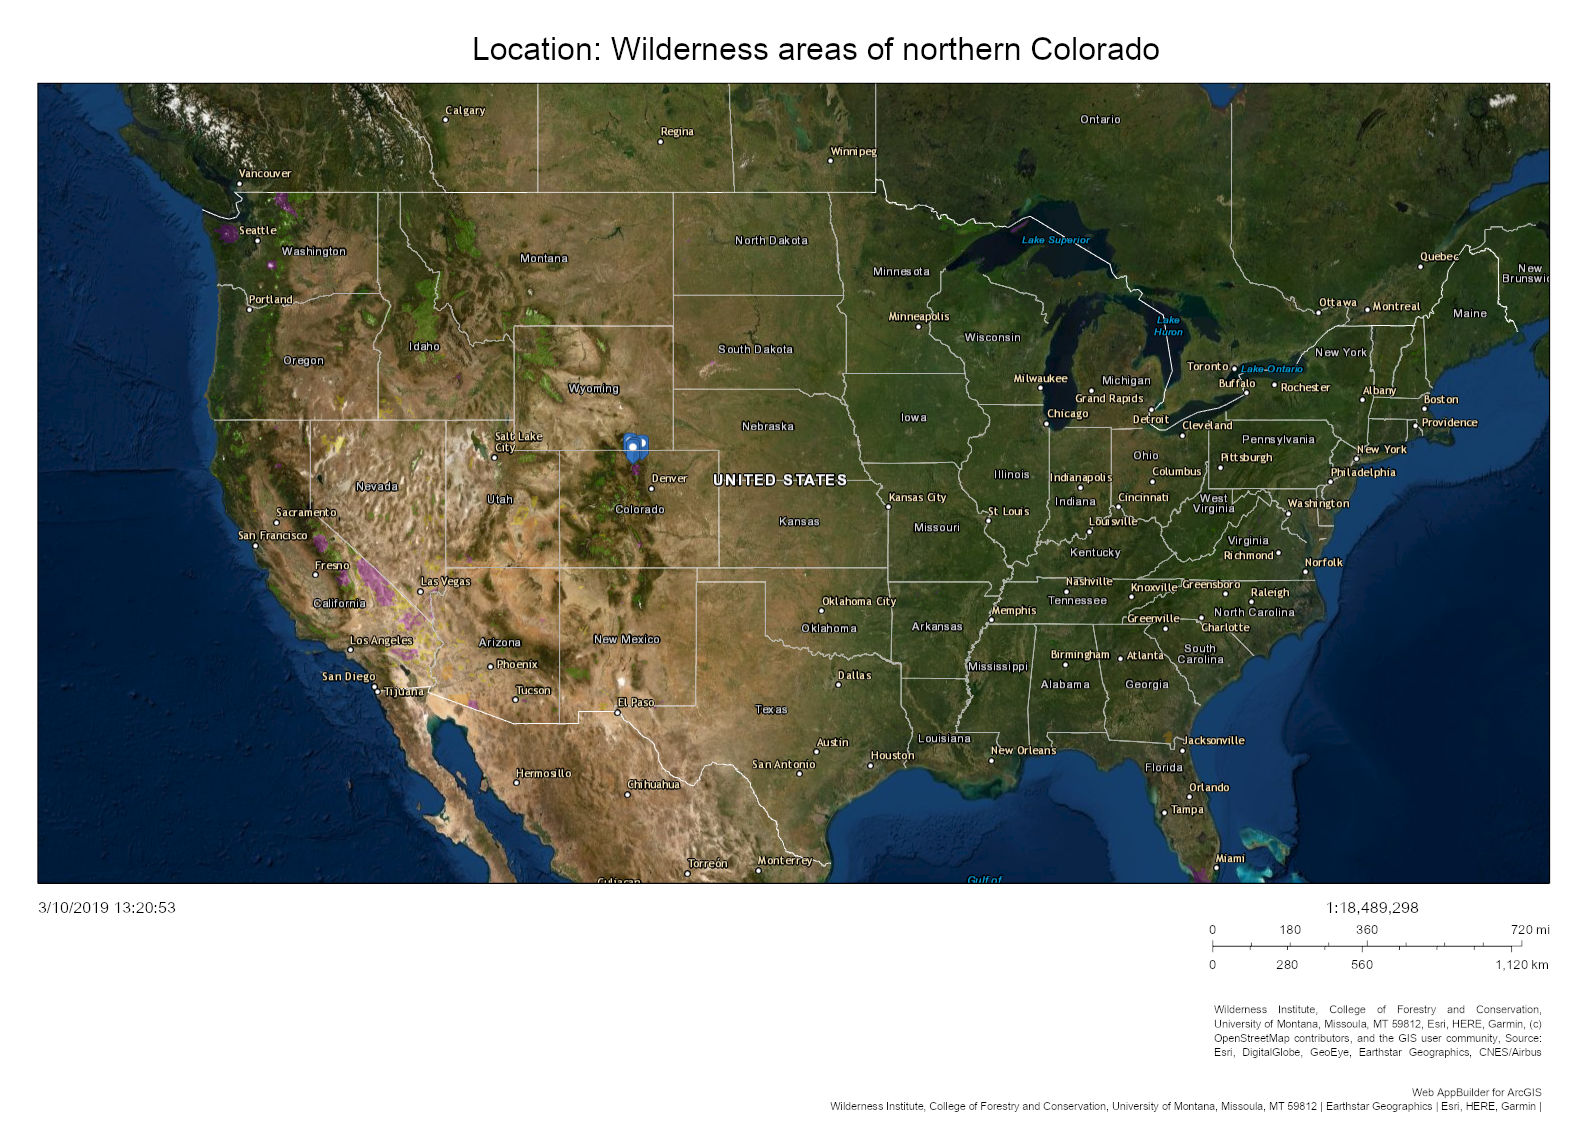 Location: Wilderness areas of northern Colorado
Calgary
Regina
Winnipeg
Ontario
Vancouver
Seattle
Washington
Montana
North Dakota
Minnesota
Lake Superior
Quebec
New
Brunswic
Portland
Ottawa
Montreal
Maine
Minneapolis
Wisconsin
Lake
Huron
Oregon
Idaho
South Dakota
New York
Toronto
Lake Ontario
Wyoming
Milwaukee
Michigan
Buffalo
Rochester
Grand Rapids
Albany
Boston
Chicago
Detroit
Cleveland
Providence
Iowa
Nebraska
Salt Lake
City
Pennsylvania
New York
Ohio
Pittsburgh
Philadelphia
Nevada
Utah
Denver
UNITED STATES
Illinois
Indianapolis
Columbus
Colorado
Kansas City
Indiana
Cincinnati
West
Virginia
Washington
Sacramento
San Francisco
Kansas
Missouri
St Louis
Louisville
Kentucky
Virginia
Richmond
Norfolk
Fresno
Las Vegas
California
Nashville
Knoxville
Greensboro
Raleigh
Oklahoma City
Tennessee
Memphis
North Carolina
Los Angeles
Arizona
New Mexico
Oklahoma
Arkansas
Greenville
Charlotte
Phoenix
Birmingham
Atlanta
South
Carolina
San Diego
Tijuana
Tucson
Mississippi
Dallas
Alabama
Georgia
El Paso
Texas
Louisiana
Austin
Houston
New Orleans
Jacksonville
San Antonio
Florida
Hermosillo
Chihuahua
Orlando
Tampa
Torreón
Monterrey
Miami
Culiacan
Gulf of
3/10/2019 13:20:53
1:18,489,298
0 180 360 720 mi
0 280 560 1,120 km
Wilderness Institute, College of Forestry and Conservation,
University of Montana, Missoula, MT 59812, Esri, HERE, Garmin, (c)
OpenStreetMap contributors, and the GIS user community, Source:
Esri, DigitalGlobe, GeoEye, Earthstar Geographics, CNES/Airbus
Web AppBuilder for ArcGIS
Wilderness Institute, College of Forestry and Conservation, University of Montana, Missoula, MT 59812 | Earthstar Geographics | Esri, HERE, Garmin |